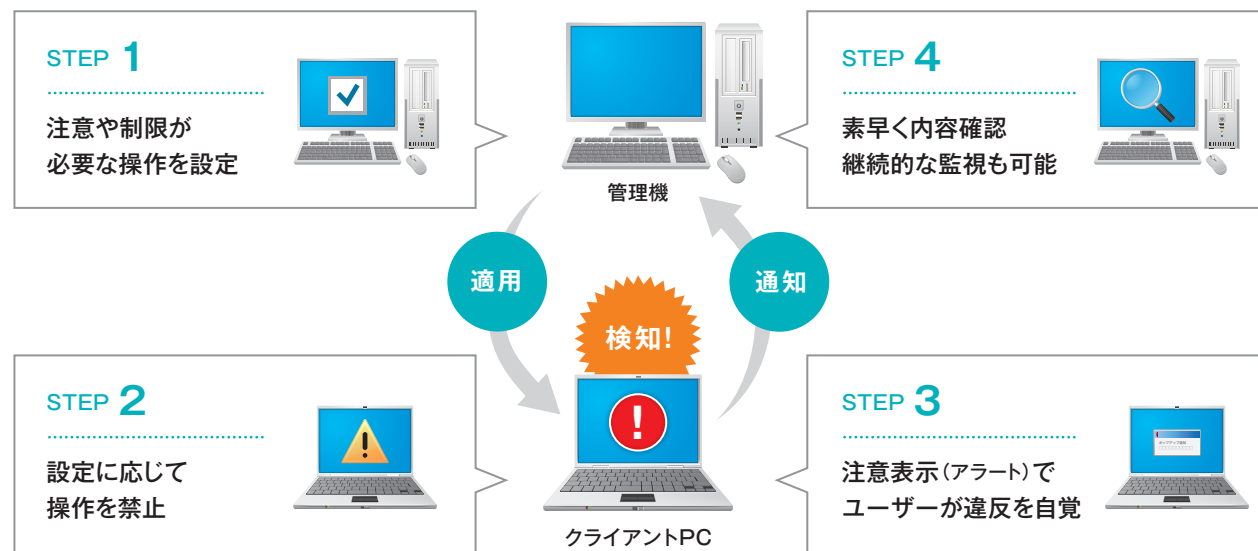 STEP 1
注意や制限が
必要な操作を設定
管理機
STEP 4
素早く内容確認
継続的な監視も可能
適用
通知
検知!
STEP 2
設定に応じて
操作を禁止
クライアントPC
STEP 3
注意表示(アラート)で
ユーザーが違反を自覚